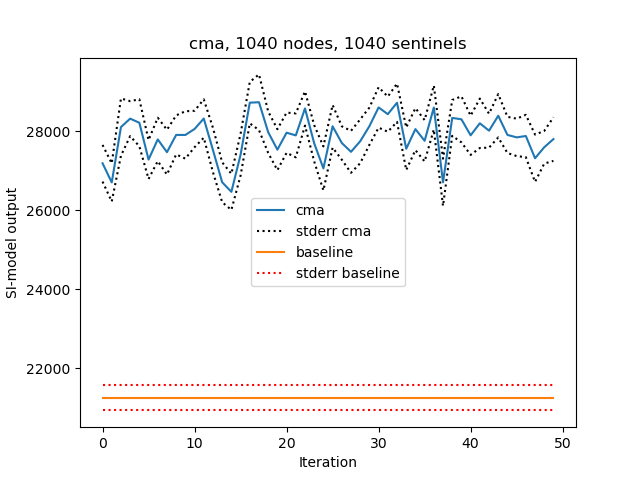 cma, 1040 nodes, 1040 sentinels
SI-model output
28000
26000
24000
22000
cma
stderr cma
baseline
stderr baseline
0 10 20 30 40 50
Iteration